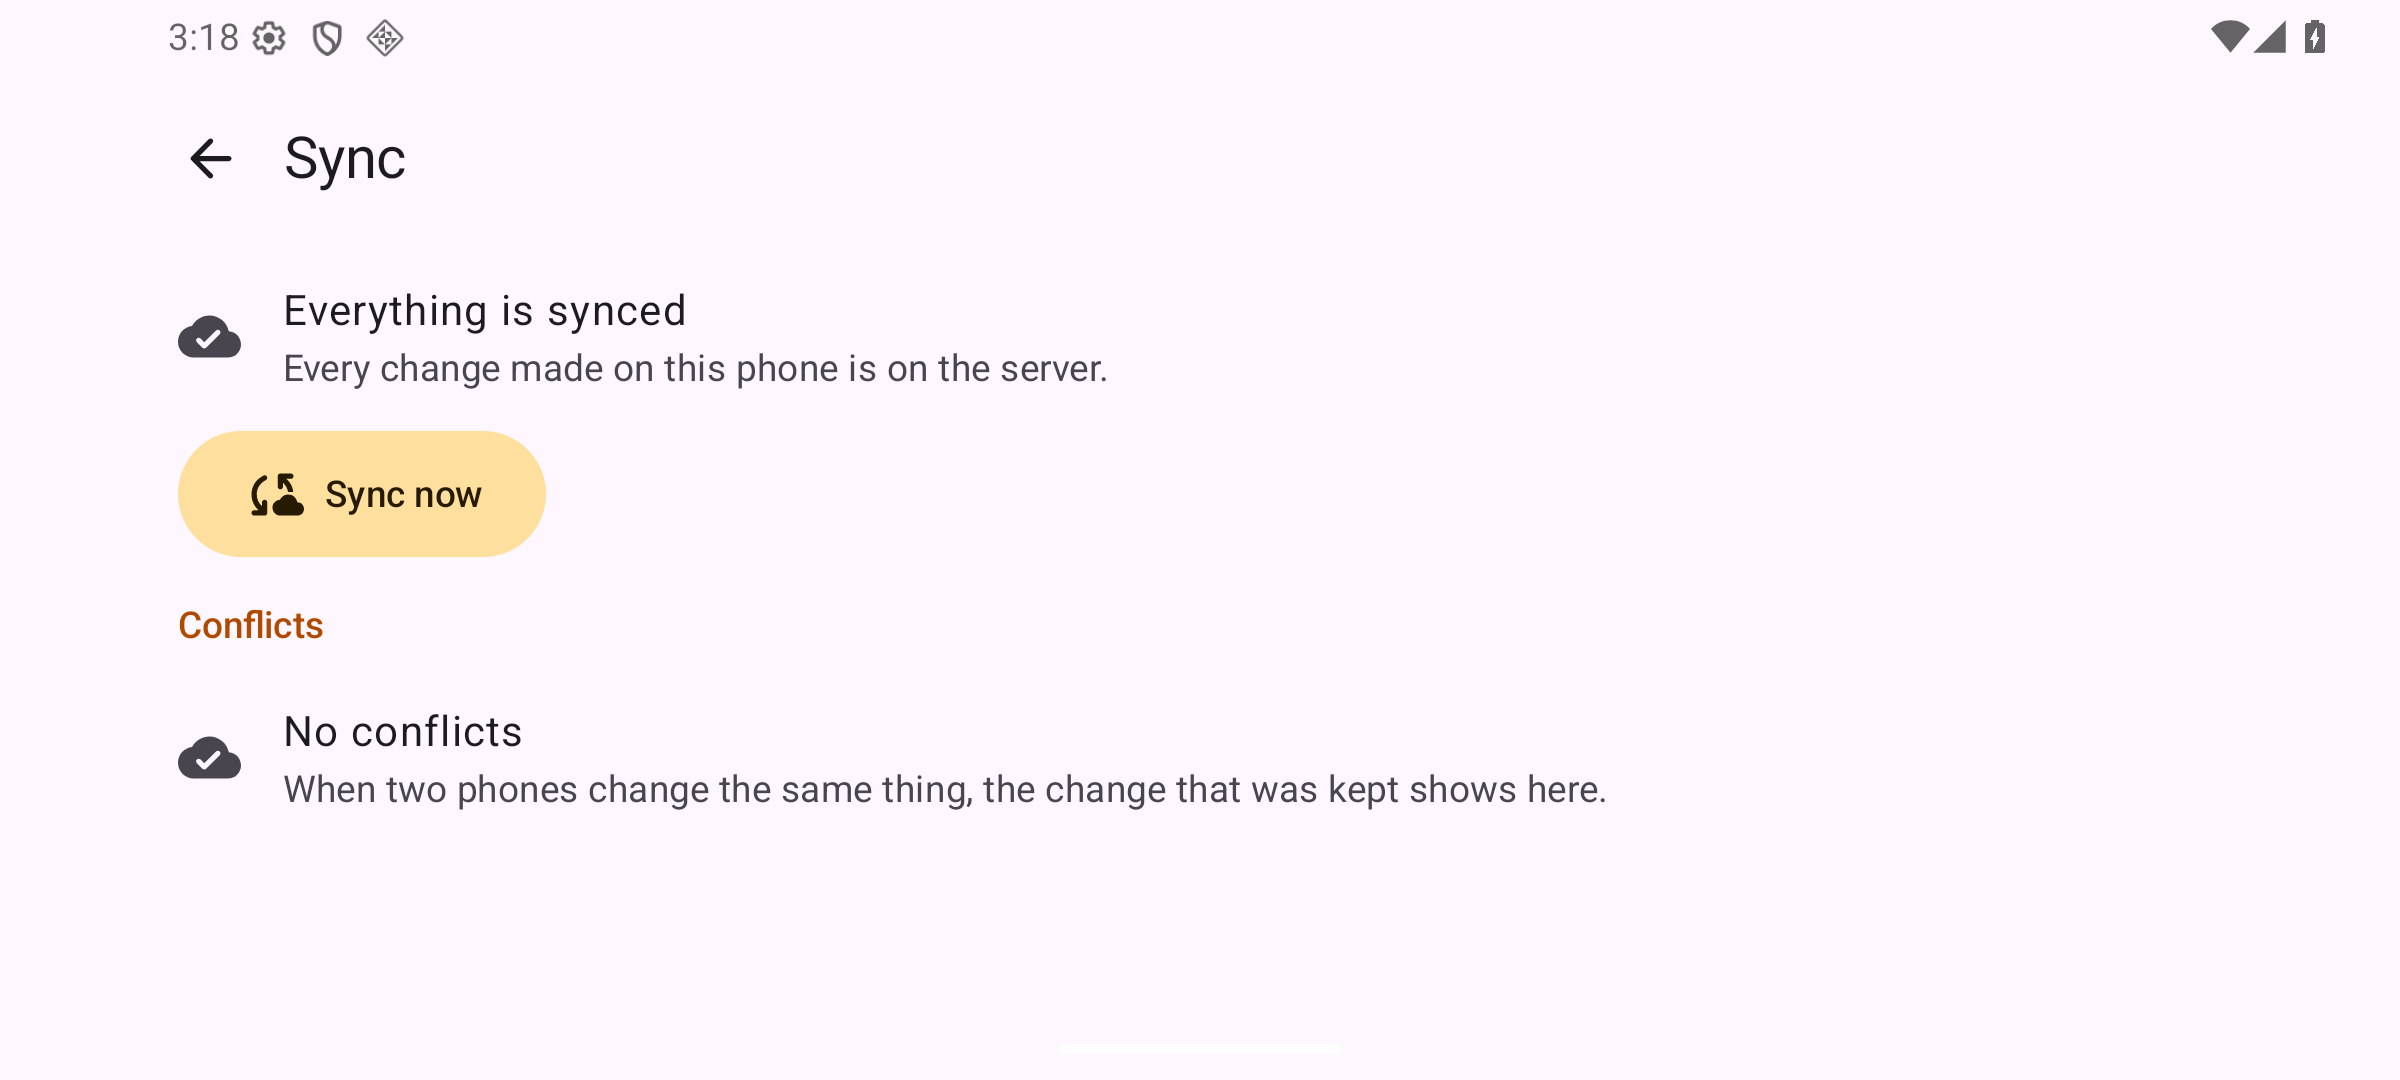 3:18
Sync
Everything is synced
Every change made on this phone is on the server.
Sync now
Conflicts
No conflicts
When two phones change the same thing, the change that was kept shows here.